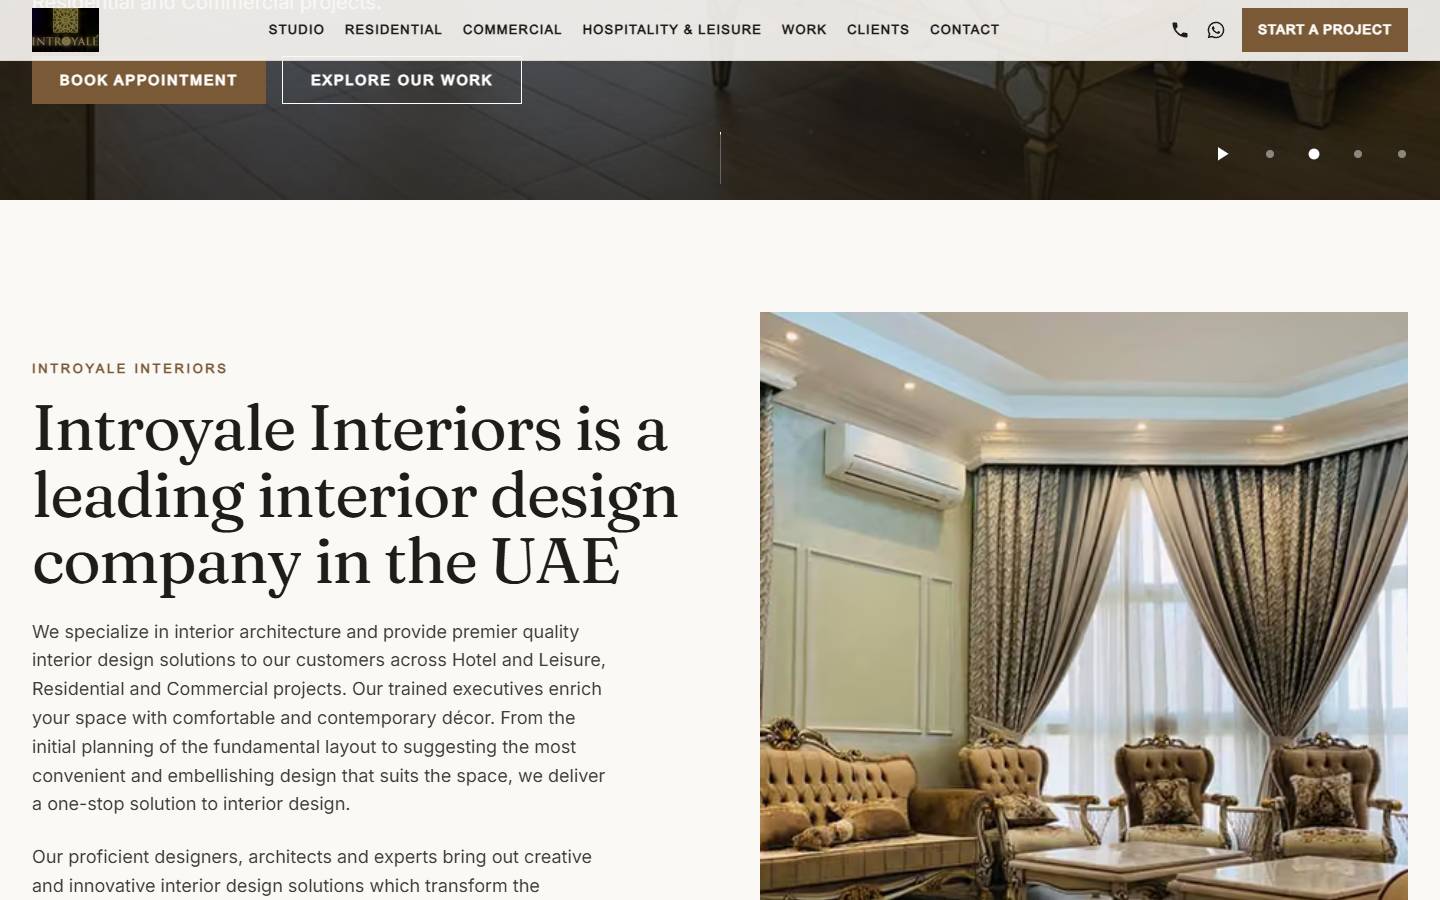 Residential and Commercial projects.
INTROYALE
STUDIO RESIDENTIAL COMMERCIAL HOSPITALITY & LEISURE WORK CLIENTS CONTACT
START A PROJECT
BOOK APPOINTMENT
EXPLORE OUR WORK
INTROYALE INTERIORS
Introyale Interiors is a
leading interior design
company in the UAE
We specialize in interior architecture and provide premier quality
interior design solutions to our customers across Hotel and Leisure,
Residential and Commercial projects. Our trained executives enrich
your space with comfortable and contemporary décor. From the
initial planning of the fundamental layout to suggesting the most
convenient and embellishing design that suits the space, we deliver
a one-stop solution to interior design.
Our proficient designers, architects and experts bring out creative
and innovative interior design solutions which transform the